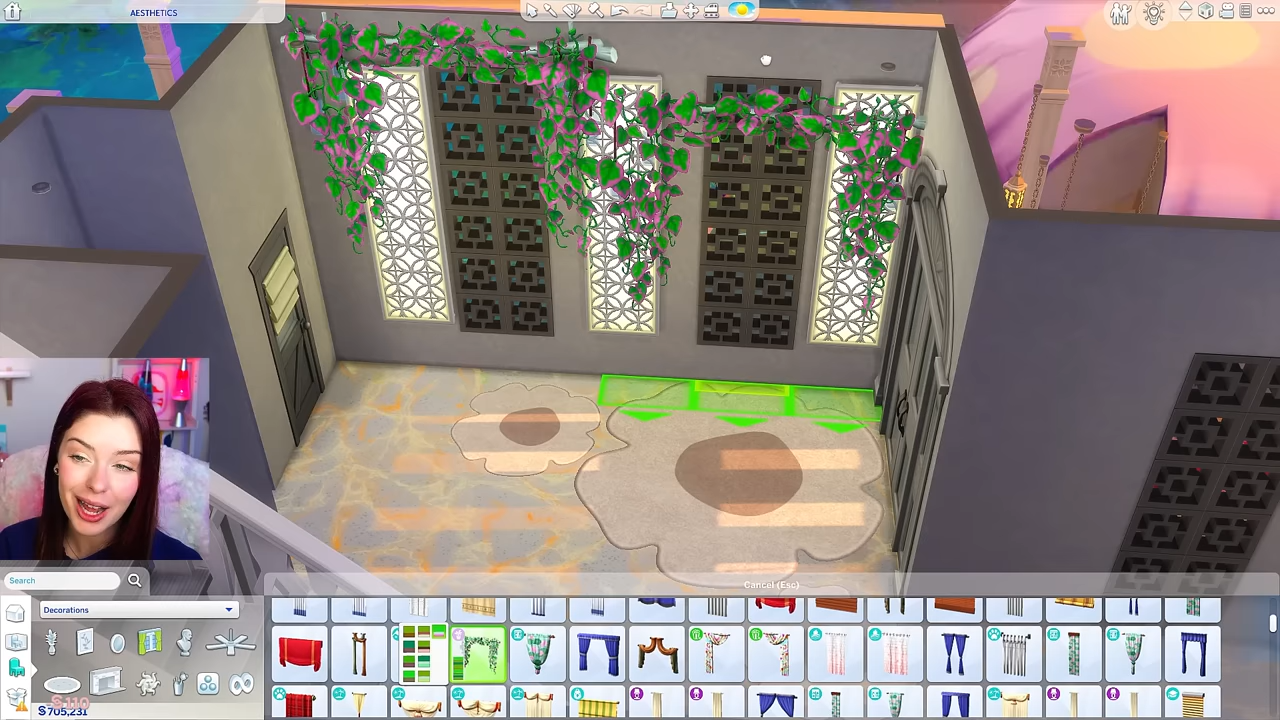 AESTHETICS
Cancel (Esc)
Search
Decorations
$705,231